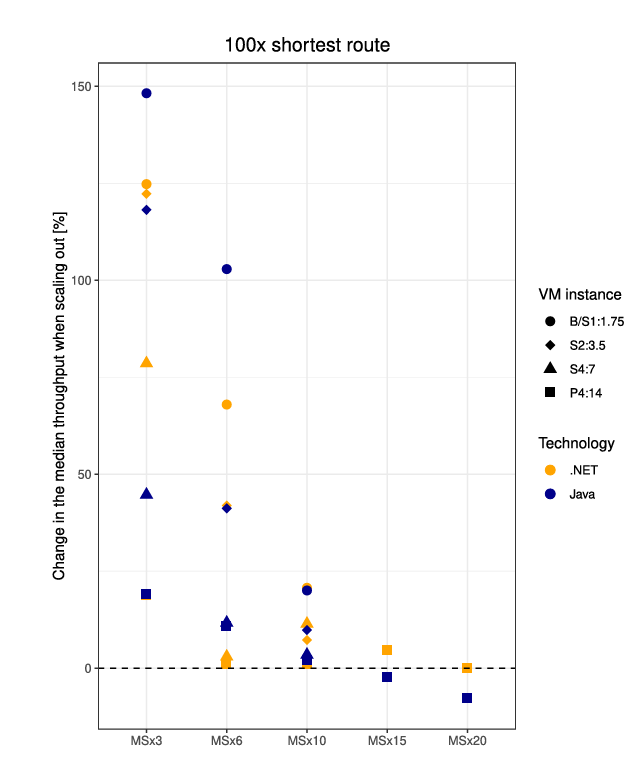 100x shortest route
Change in the median throughput when scaling out [%]
150
100
50
0
MSx3
MSx6
MSx10
MSx15
MSx20
VM instance
B/S1:1.75
S2:3.5
S4:7
P4:14
Technology
.NET
Java